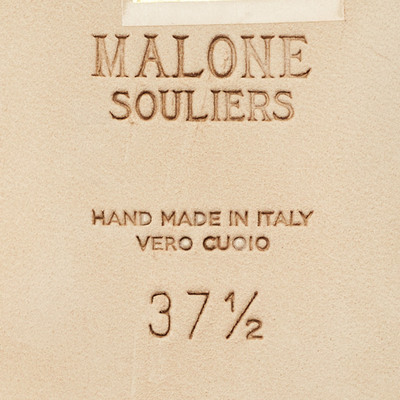 MALONE
SOULIERS
HAND MADE IN ITALY
VERO CUOIO
37½